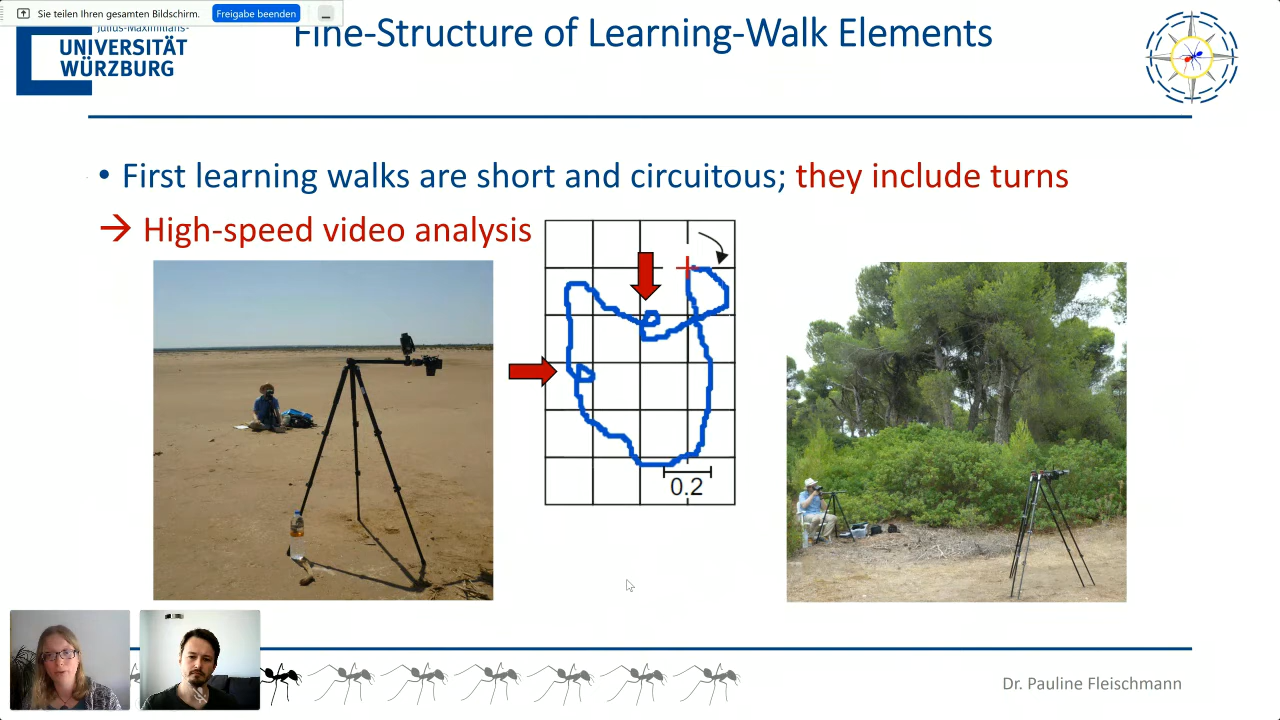 Sie teilen Ihren gesamten Bildschirm.
Freigabe beenden
Julius-Maximilians-
UNIVERSITÄT
WÜRZBURG
Fine-Structure of Learning-Walk Elements
• First learning walks are short and circuitous; they include turns
→ High-speed video analysis
0.2
Dr. Pauline Fleischmann